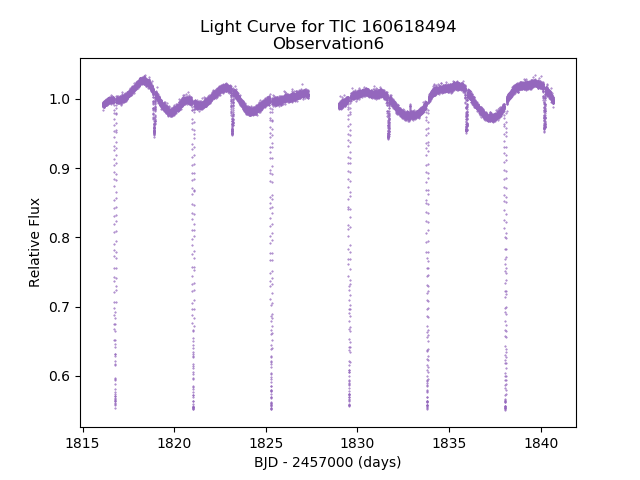 Light Curve for TIC 160618494
Observation6
1.0
0.9
0.8
0.7
0.6
Relative Flux
1815
1820
1825
1830
1835
1840
BJD - 2457000 (days)